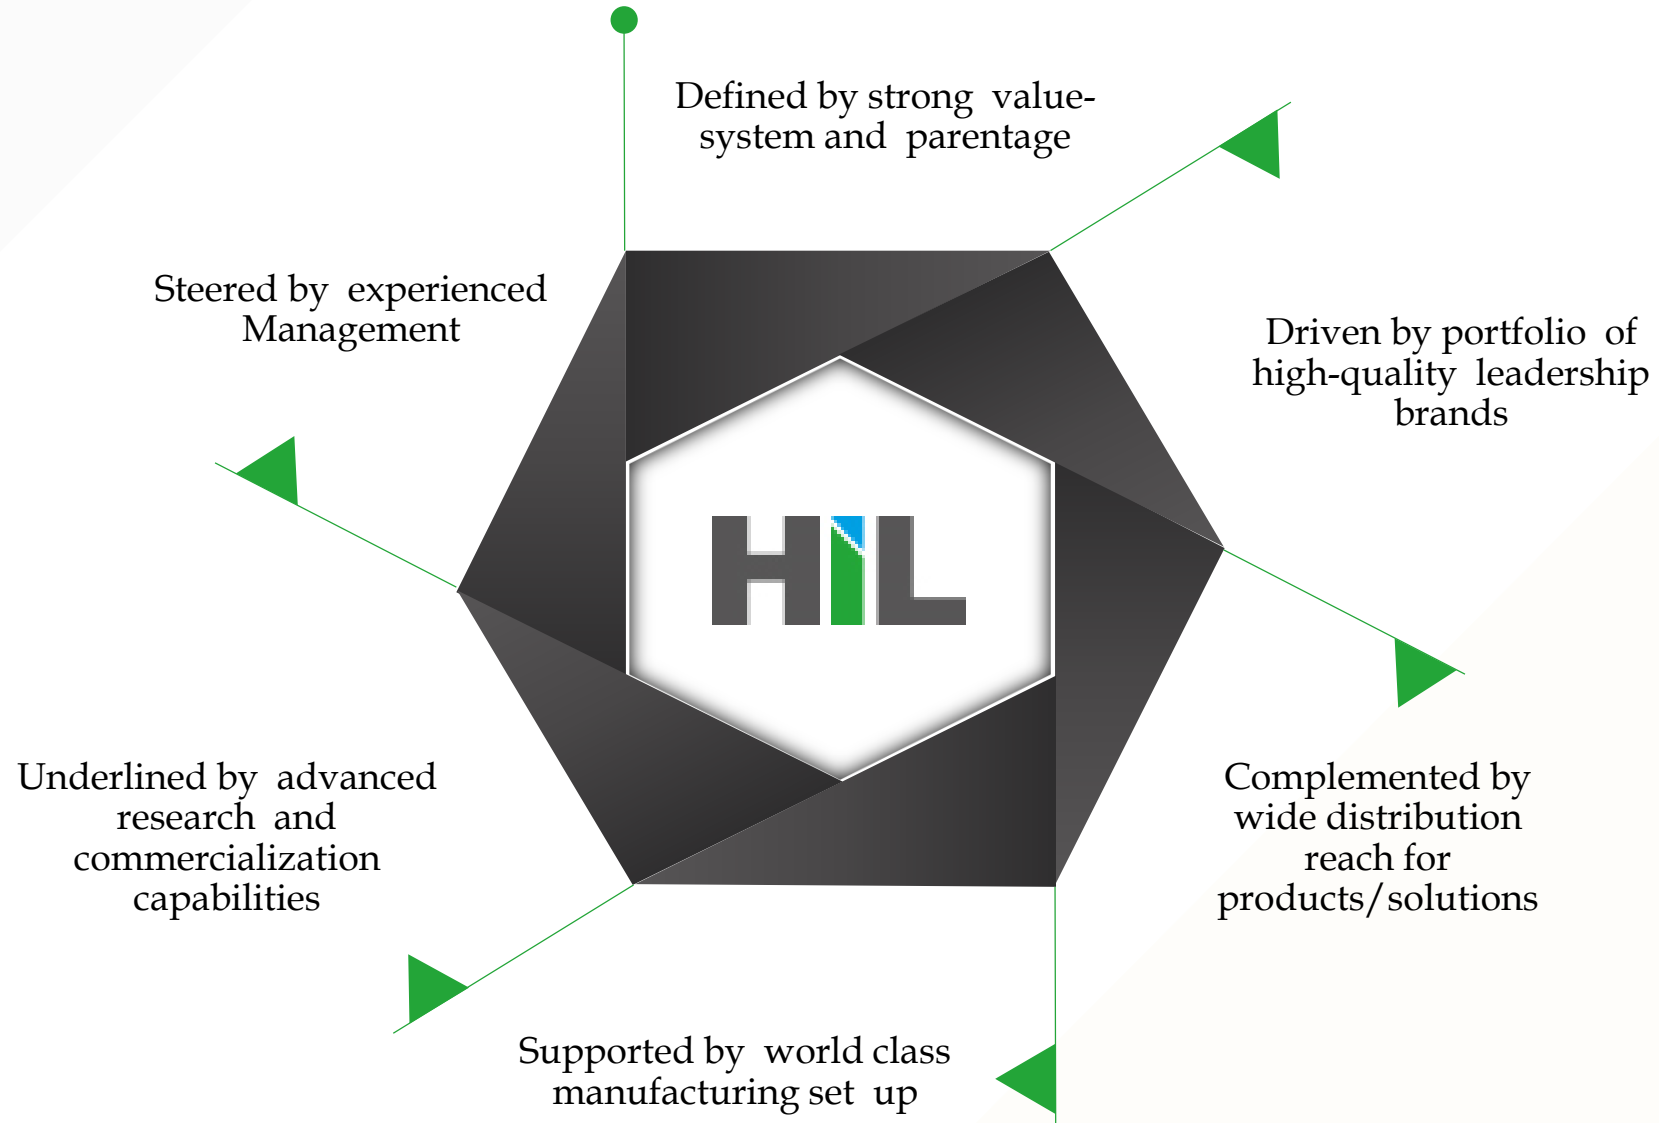 Defined by strong value-
system and parentage
Driven by portfolio of
high-quality leadership
brands
Complemented by
wide distribution
reach for
products/solutions
Supported by world class
manufacturing set up
Underlined by advanced
research and
commercialization
capabilities
Steered by experienced
Management
HIL